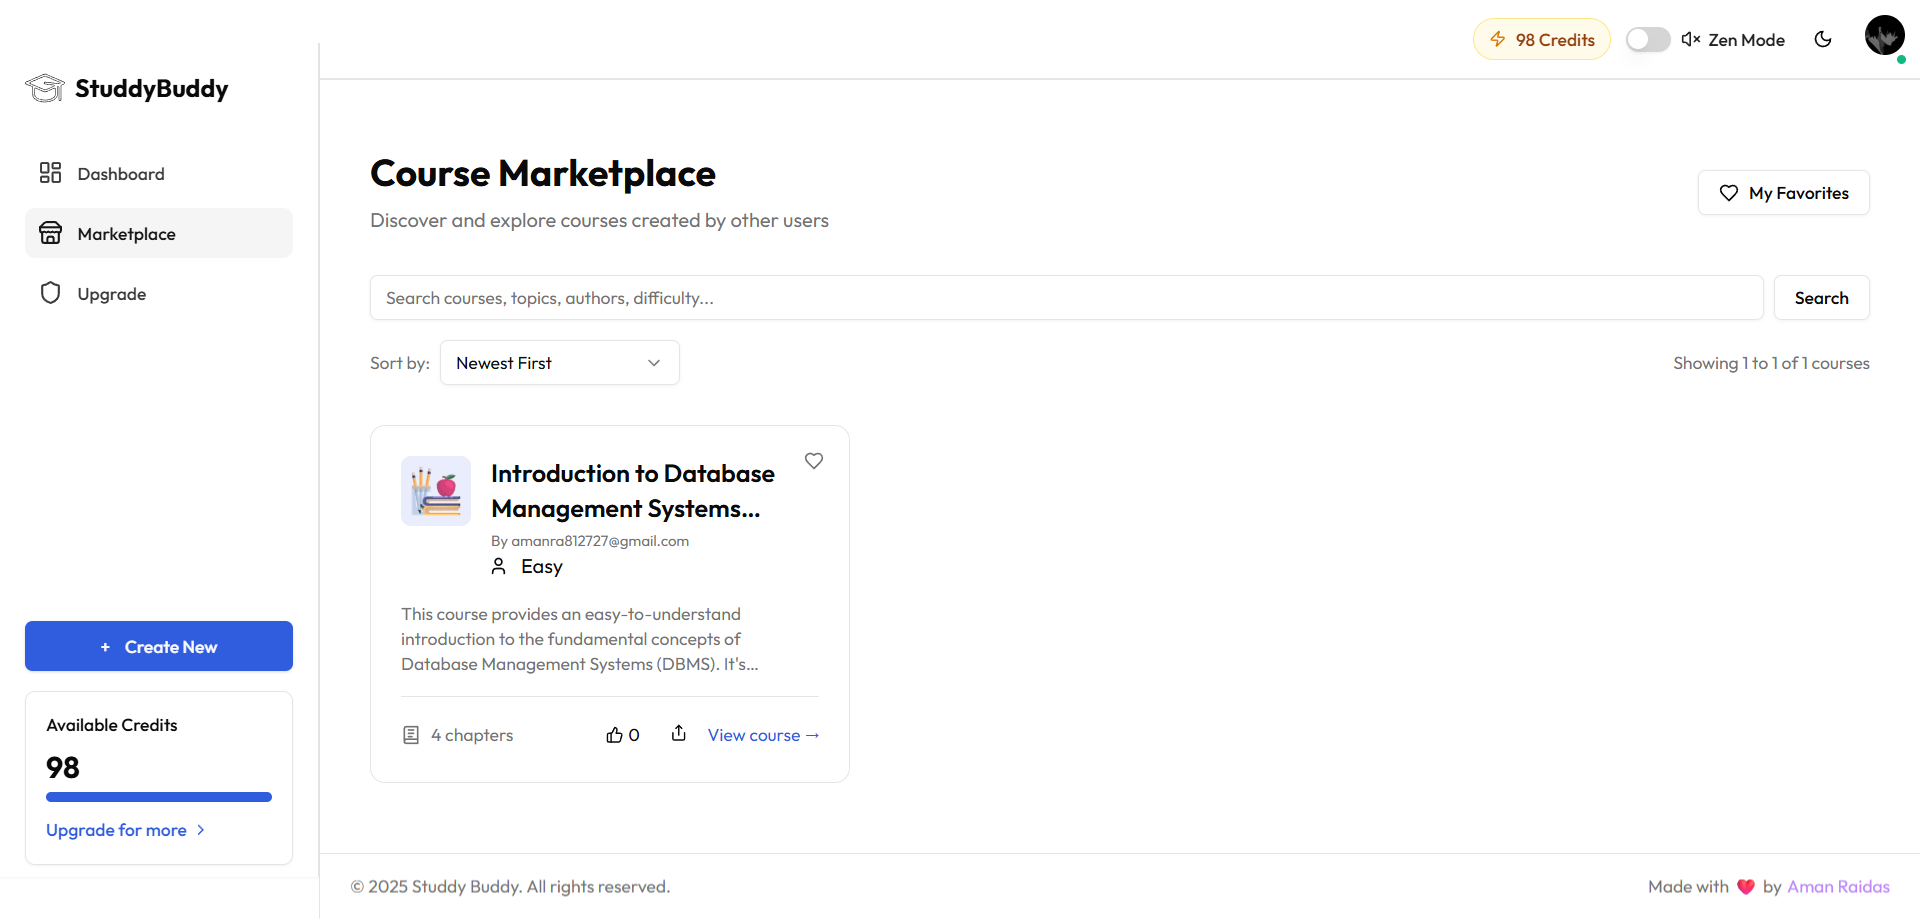 98 Credits
Zen Mode
StuddyBuddy
Dashboard
Marketplace
Upgrade
+ Create New
Available Credits
98
Upgrade for more
Course Marketplace
Discover and explore courses created by other users
My Favorites
Search courses, topics, authors, difficulty...
Search
Sort by:
Newest First
Showing 1 to 1 of 1 courses
Introduction to Database
Management Systems...
By amanra812727@gmail.com
Easy
This course provides an easy-to-understand
introduction to the fundamental concepts of
Database Management Systems (DBMS). It's...
4 chapters
0
View course →
© 2025 Studdy Buddy. All rights reserved.
Made with ❤️ by Aman Raidas